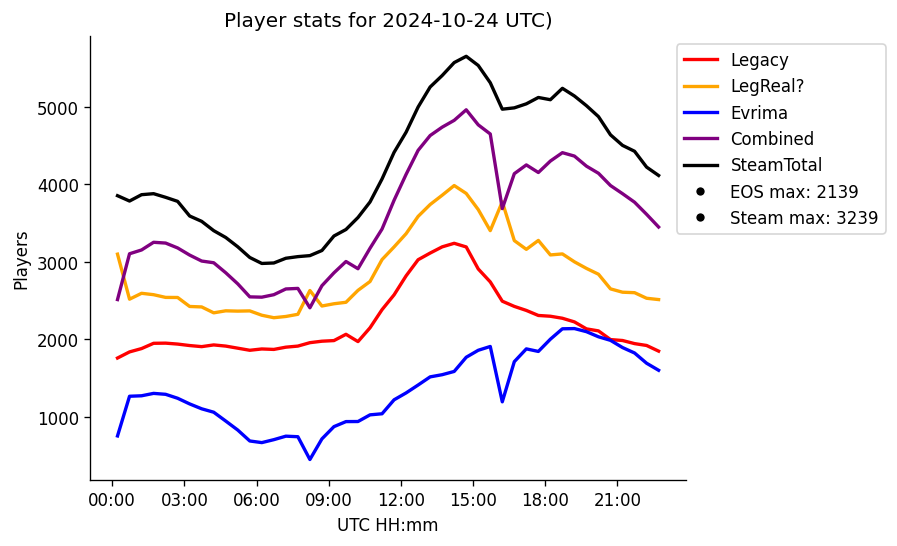 Player stats for 2024-10-24 UTC)
Legacy
LegReal?
Evrima
Combined
SteamTotal
EOS max: 2139
Steam max: 3239
Players
5000
4000
3000
2000
1000
00:00 03:00 06:00 09:00 12:00 15:00 18:00 21:00
UTC HH:mm